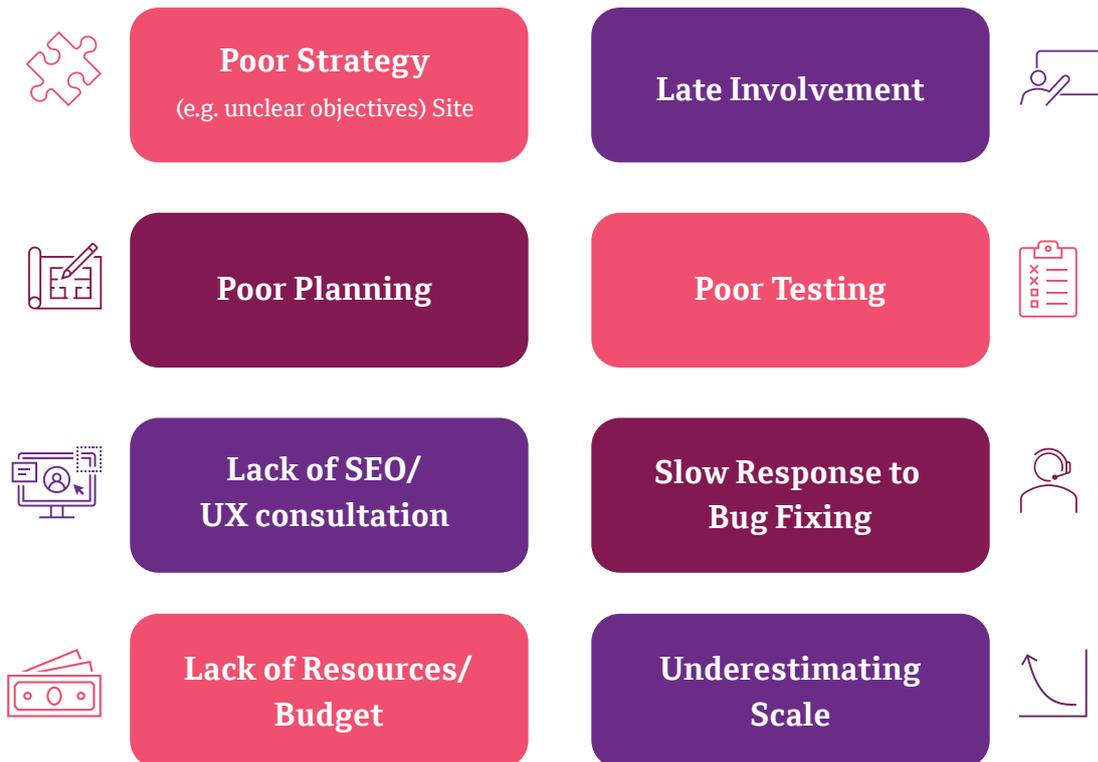 Poor Strategy
(e.g. unclear objectives) Site
Late Involvement
Poor Planning
Poor Testing
Lack of SEO/
UX consultation
Slow Response to
Bug Fixing
Lack of Resources/
Budget
Underestimating
Scale